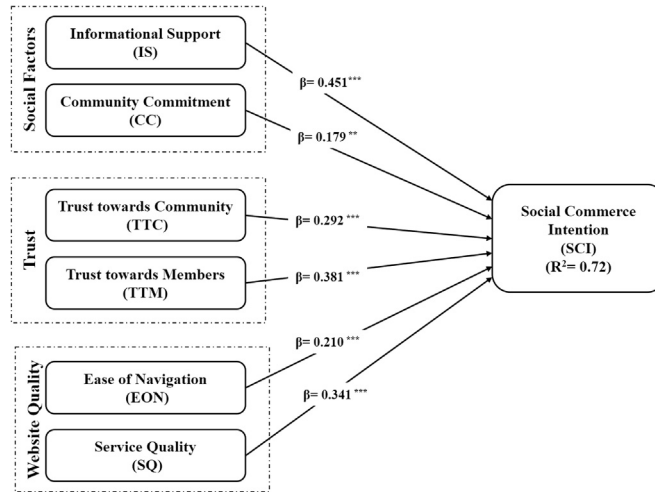 Social Factors
Informational Support
(IS)
Community Commitment
(CC)
Trust
Trust towards Community
(TTC)
Trust towards Members
(TTM)
Website Quality
Ease of Navigation
(EON)
Service Quality
(SQ)
β= 0.451***
β= 0.179 **
β= 0.292 ***
β= 0.381 ***
β= 0.210 ***
β= 0.341 ***
Social Commerce
Intention
(SCI)
(R²= 0.72)